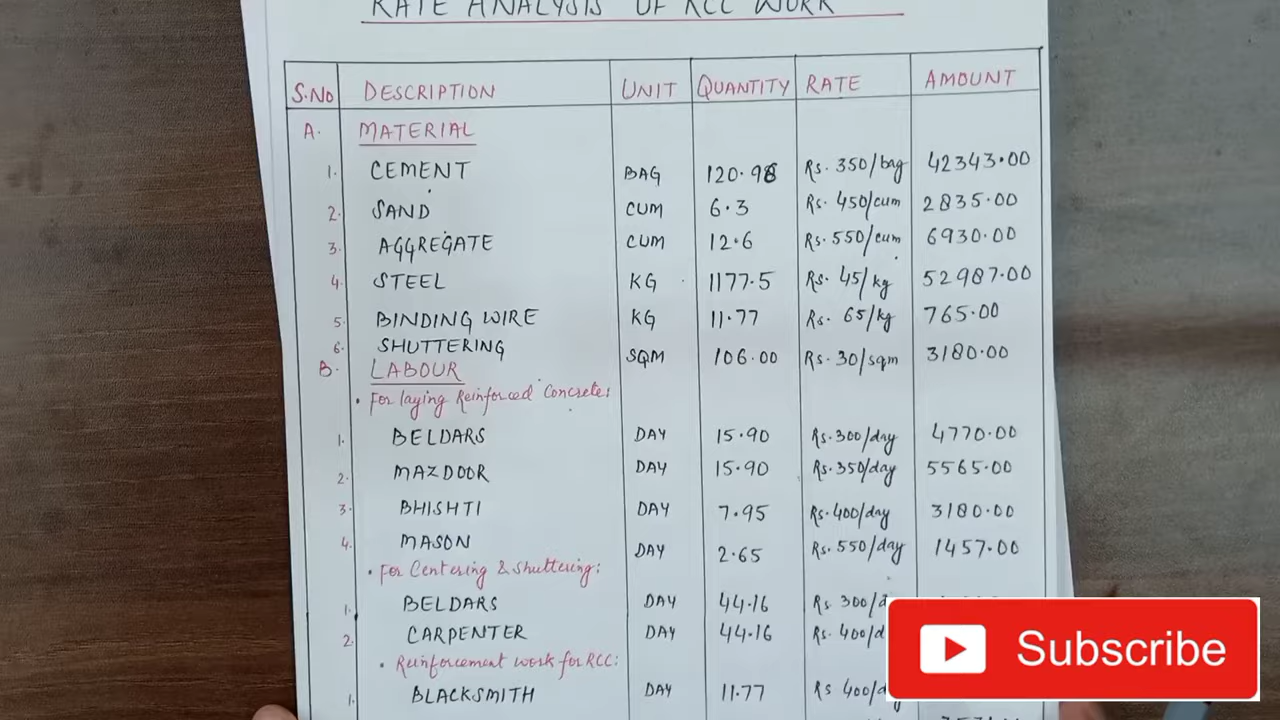 RATE ANALYSIS OF RCC WORK
S.NO DESCRIPTION UNIT QUANTITY RATE AMOUNT
A. MATERIAL
1. CEMENT BAG 120.98 Rs. 350/bag 42343.00
2. SAND CUM 6.3 Rs. 450/cum 2835.00
3. AGGREGATE CUM 12.6 Rs. 550/cum 6930.00
4. STEEL KG 1177.5 Rs. 45/kg 52987.00
5. BINDING WIRE KG 11.77 Rs. 65/kg 765.00
6. SHUTTERING SQM 106.00 Rs. 30/sqm 3180.00
B. LABOUR
• For laying Reinforced Concrete:
1. BELDARS DAY 15.90 Rs. 300/day 4770.00
2. MAZDOOR DAY 15.90 Rs. 350/day 5565.00
3. BHISHTI DAY 7.95 Rs. 400/day 3180.00
4. MASON DAY 2.65 Rs. 550/day 1457.00
• For Centering & Shuttering:
1. BELDARS DAY 44.16 Rs 300/d
2. CARPENTER DAY 44.16 Rs. 400/d
• Reinforcement work for RCC:
1. BLACKSMITH DAY 11.77 Rs 400/d
Subscribe